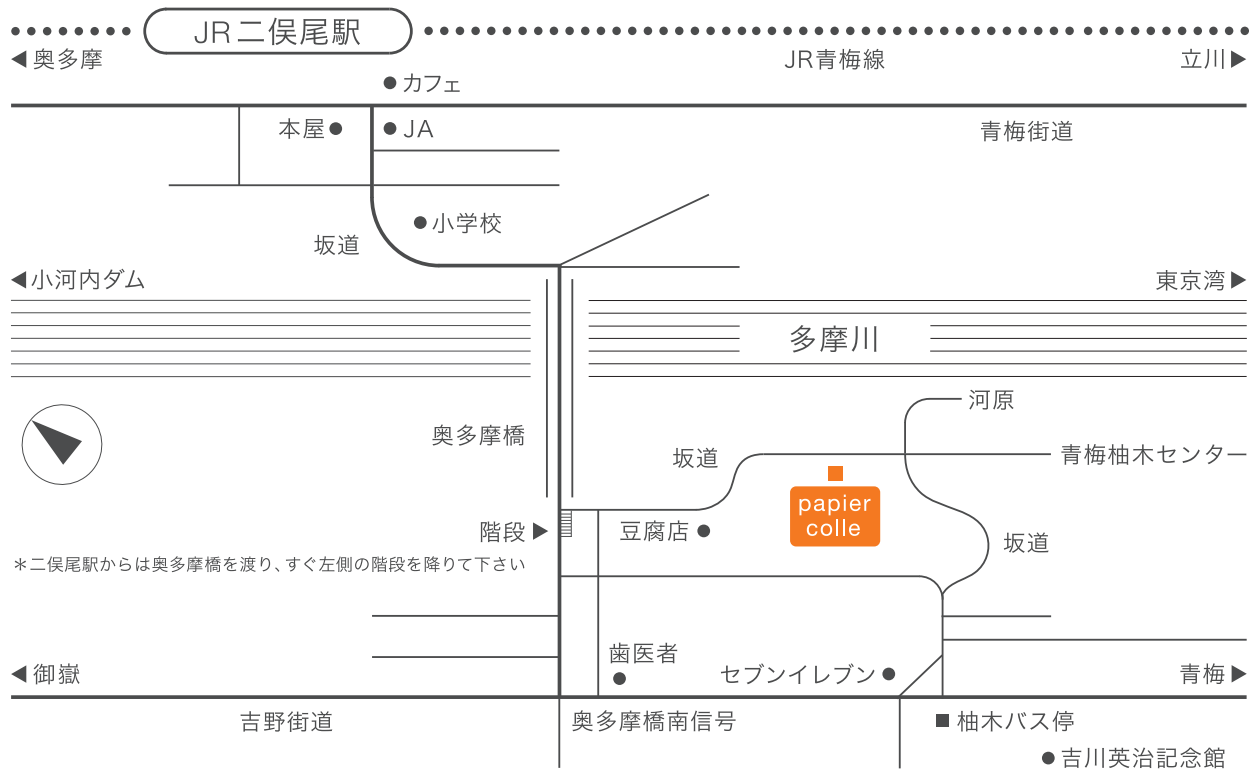 JR二俣尾駅
◀奥多摩
JR青梅線
立川▶
●カフェ
本屋●
●JA
青梅街道
●小学校
坂道
◀小河内ダム
東京湾▶
多摩川
河原
奥多摩橋
坂道
青梅柚木センター
papier
colle
階段▶
豆腐店●
坂道
＊二俣尾駅からは奥多摩橋を渡り、すぐ左側の階段を降りて下さい
歯医者
◀御嶽
セブンイレブン●
青梅▶
吉野街道
奥多摩橋南信号
■柚木バス停
●吉川英治記念館